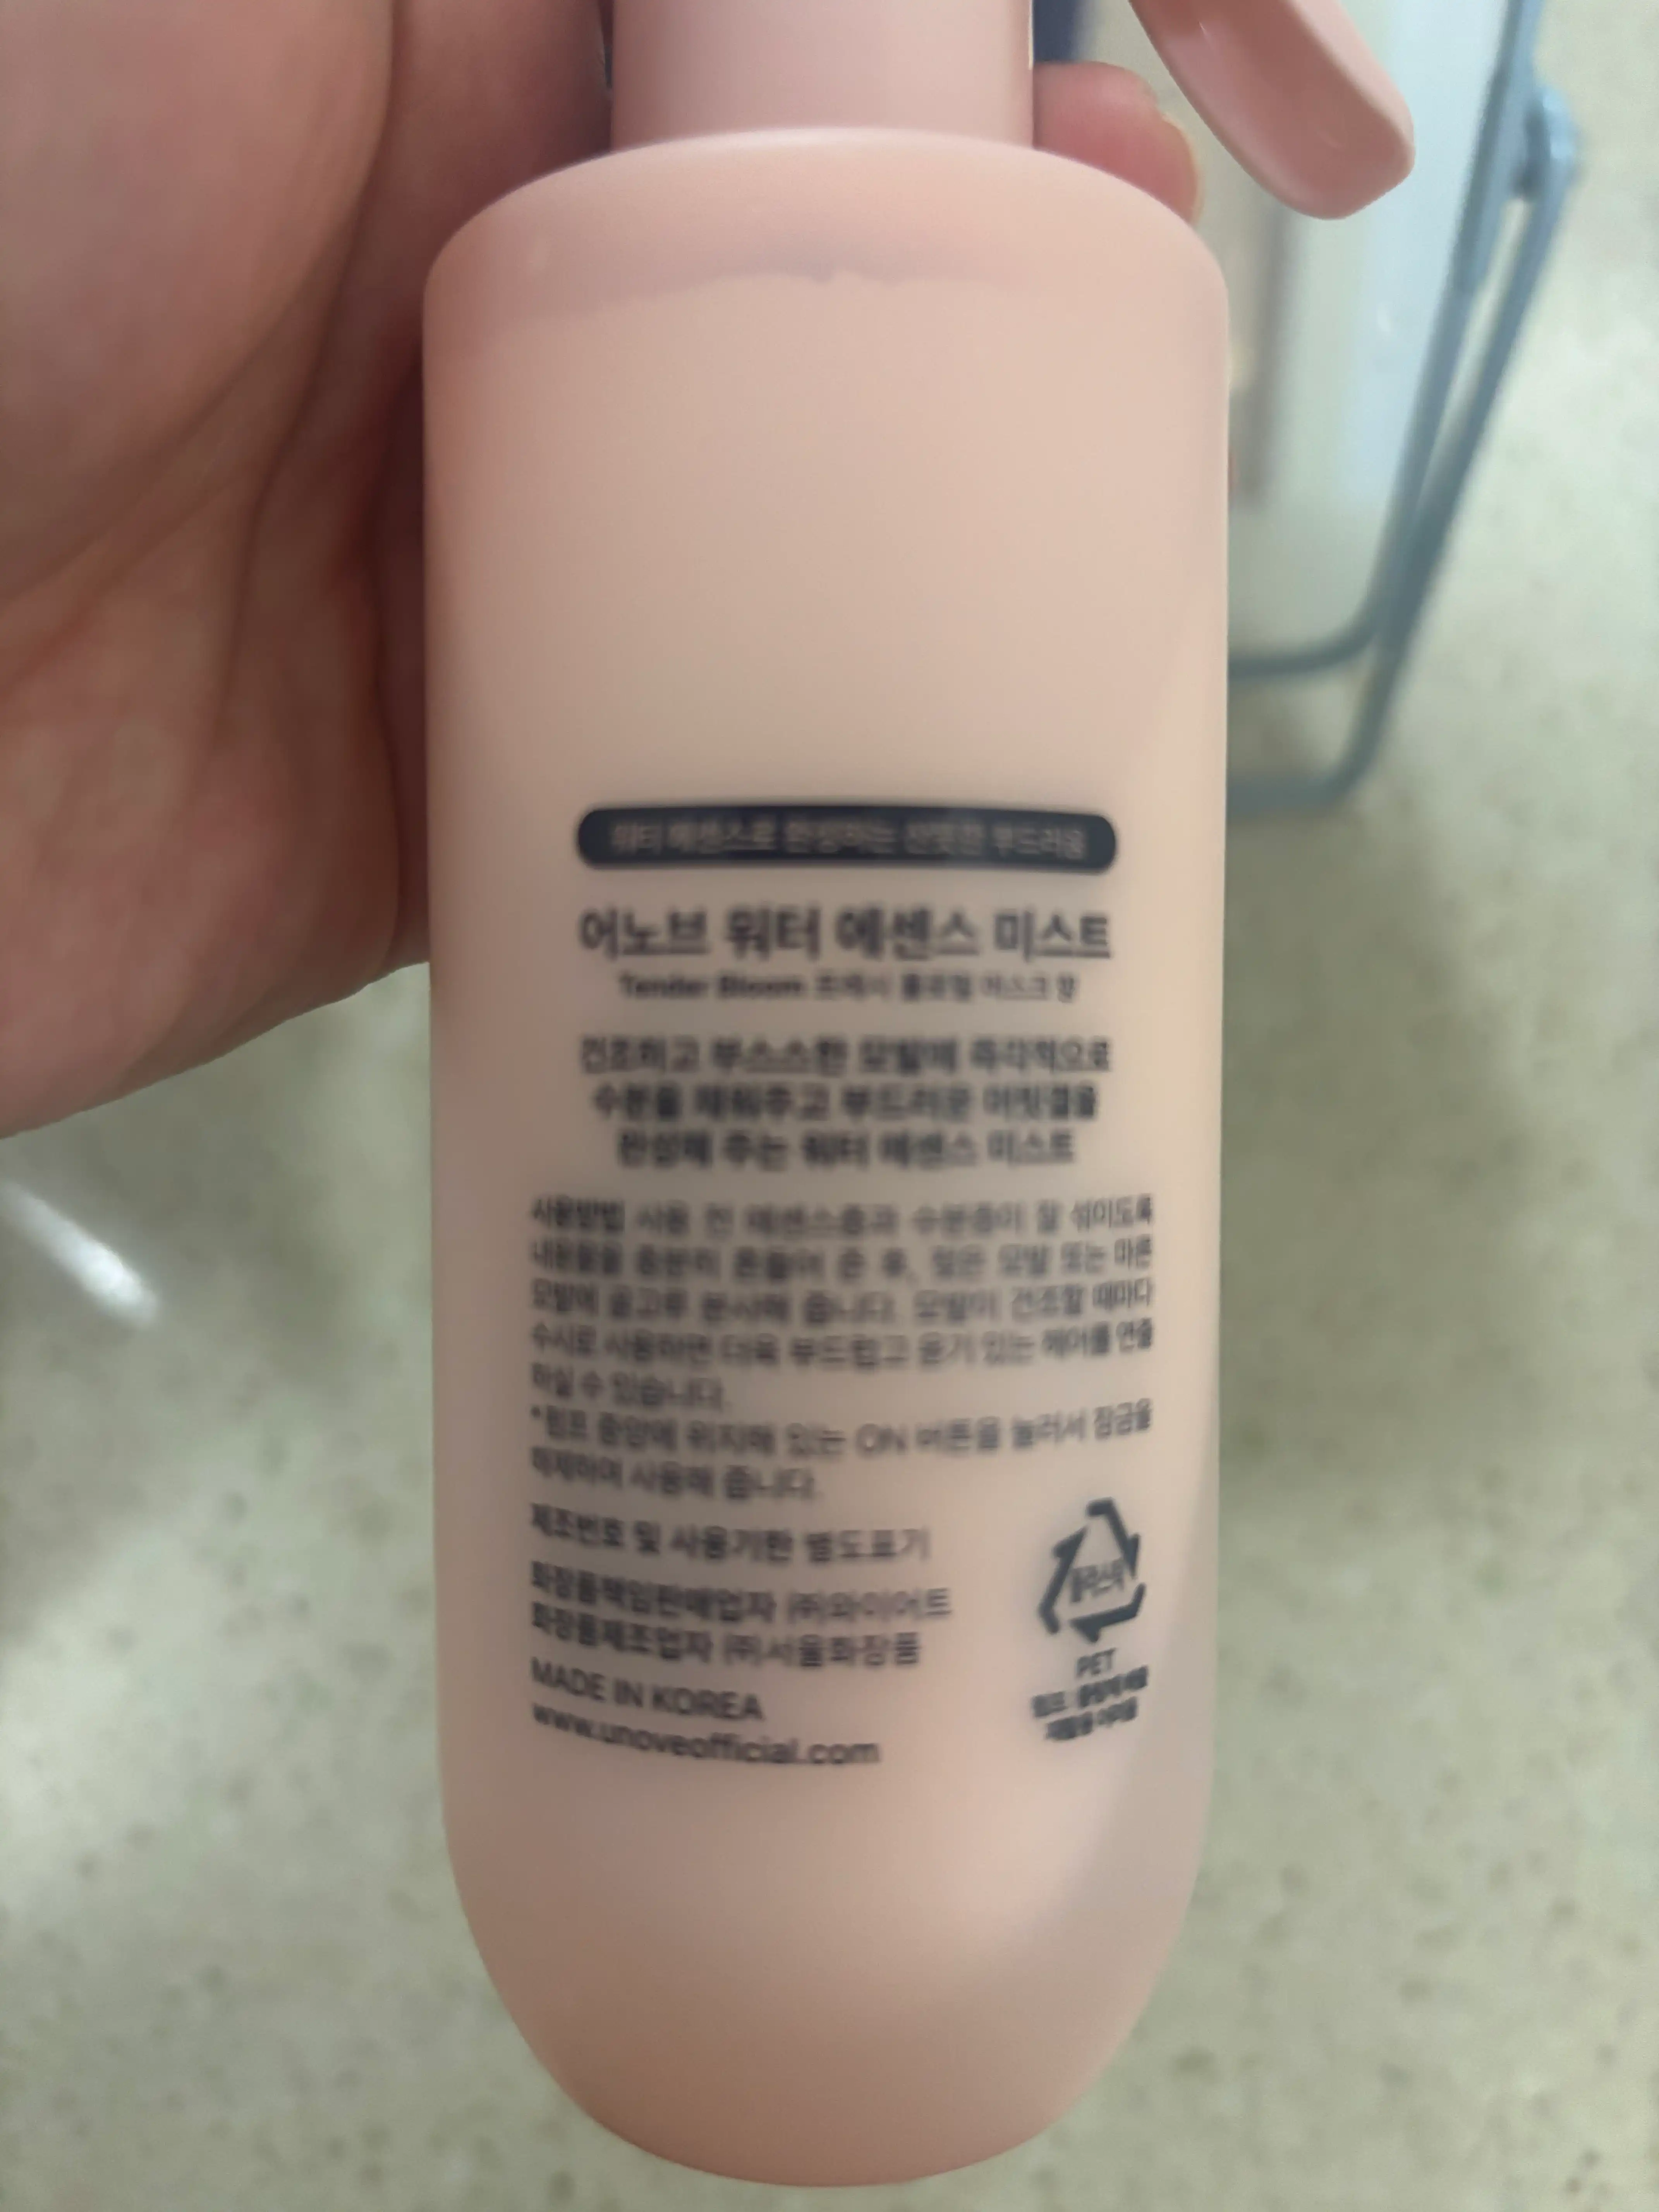 워터 에센스로 완성하는 산뜻한 부드러움
어노브 워터 에센스 미스트
Tender Bloom 프레시 플로럴 머스크 향
건조하고 부스스한 모발에 즉각적으로
수분을 채워주고 부드러운 머릿결을
완성해 주는 워터 에센스 미스트
사용방법 사용 전 에센스층과 수분층이 잘 섞이도록
내용물을 충분히 흔들어 준 후, 젖은 모발 또는 마른
모발에 골고루 분사해 줍니다. 모발이 건조할 때마다
수시로 사용하면 더욱 부드럽고 윤기 있는 헤어를 연출
하실 수 있습니다.
*펌프 중앙에 위치해 있는 ON 버튼을 눌러서 잠금을
해제하여 사용해 줍니다.
제조번호 및 사용기한 별도표기
화장품책임판매업자 ㈜와이어트
화장품제조업자 ㈜서울화장품
MADE IN KOREA
www.unoveofficial.com
플라스틱
PET